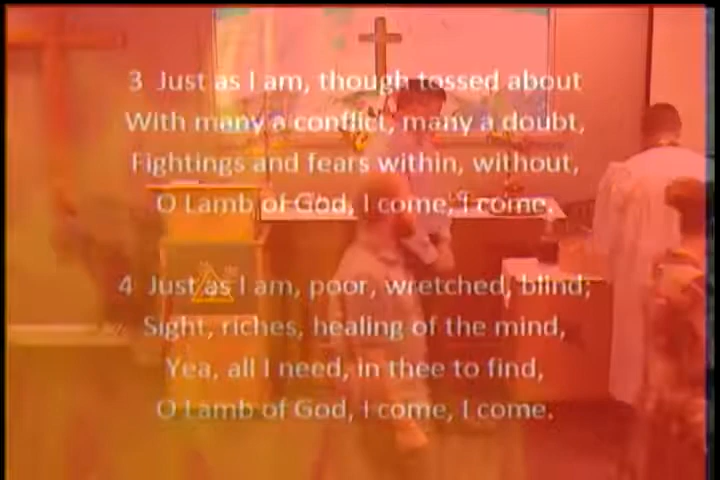 3 Just as I am, though tossed about
With many a conflict, many a doubt,
Fightings and fears within, without,
O Lamb of God, I come, I come.
4 Just as I am, poor, wretched, blind;
Sight, riches, healing of the mind,
Yea, all I need, in thee to find,
O Lamb of God, I come, I come.